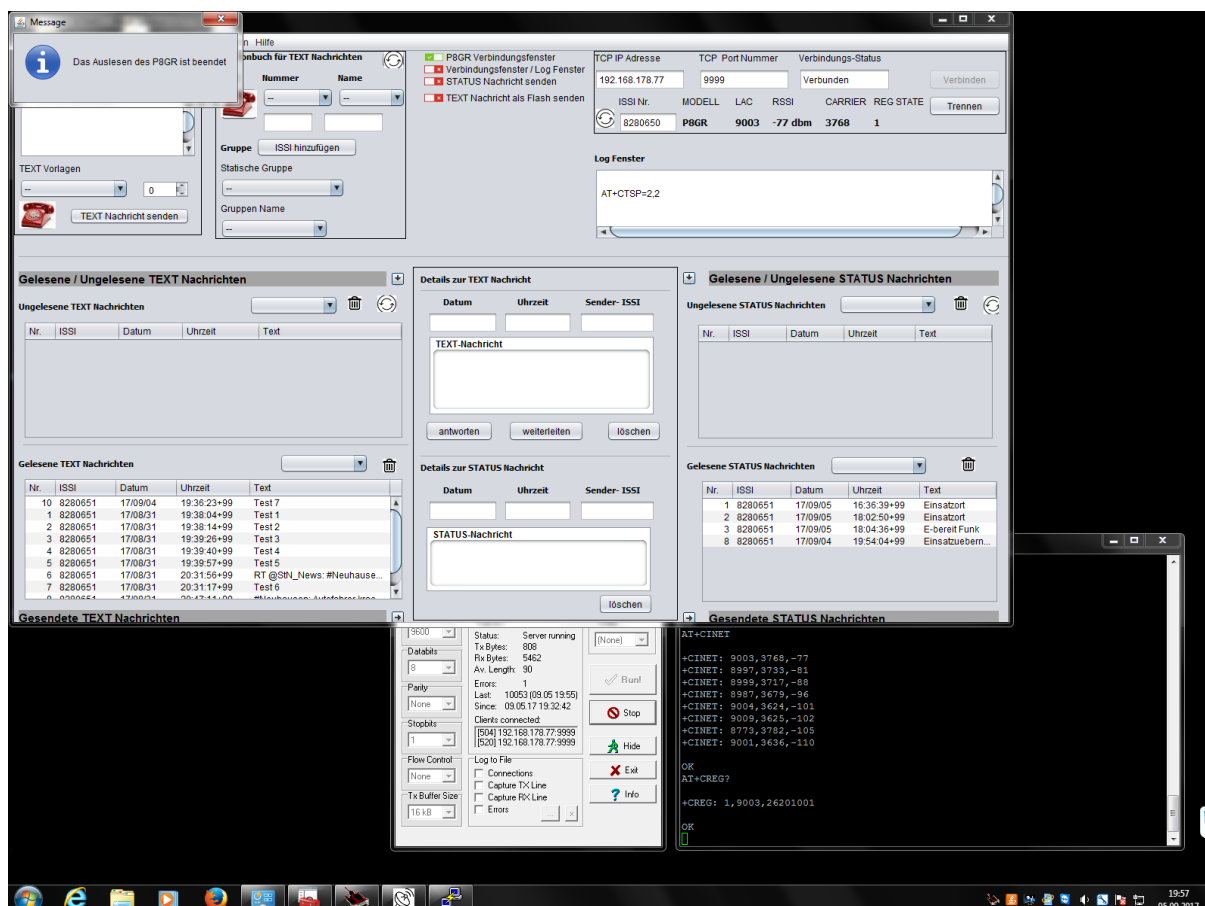 Message
Das Auslesen des P8GR ist beendet
n Hilfe
onbuch für TEXT Nachrichten
Nummer Name
-- --
Gruppe ISSI hinzufügen
Statische Gruppe
--
Gruppen Name
--
TEXT Vorlagen
-- 0
TEXT Nachricht senden
P8GR Verbindungsfenster
Verbindungsfenster / Log Fenster
STATUS Nachricht senden
TEXT Nachricht als Flash senden
TCP IP Adresse TCP Port Nummer Verbindungs-Status
192.168.178.77 9999 Verbunden Verbinden
ISSI Nr. MODELL LAC RSSI CARRIER REG STATE Trennen
8280650 P8GR 9003 -77 dbm 3768 1
Log Fenster
AT+CTSP=2,2
Gelesene / Ungelesene TEXT Nachrichten
Ungelesene TEXT Nachrichten
Nr. ISSI Datum Uhrzeit Text
Gelesene TEXT Nachrichten
Nr. ISSI Datum Uhrzeit Text
10 8280651 17/09/04 19:36:23+99 Test 7
1 8280651 17/08/31 19:38:04+99 Test 1
2 8280651 17/08/31 19:38:14+99 Test 2
3 8280651 17/08/31 19:39:26+99 Test 3
4 8280651 17/08/31 19:39:40+99 Test 4
5 8280651 17/08/31 19:39:57+99 Test 5
6 8280651 17/08/31 20:31:56+99 RT @StN_News: #Neuhause...
7 8280651 17/08/31 20:31:17+99 Test 6
Gesendete TEXT Nachrichten
Details zur TEXT Nachricht
Datum Uhrzeit Sender- ISSI
TEXT-Nachricht
antworten weiterleiten löschen
Details zur STATUS Nachricht
Datum Uhrzeit Sender- ISSI
STATUS-Nachricht
löschen
Gelesene / Ungelesene STATUS Nachrichten
Ungelesene STATUS Nachrichten
Nr. ISSI Datum Uhrzeit Text
Gelesene STATUS Nachrichten
Nr. ISSI Datum Uhrzeit Text
1 8280651 17/09/05 16:36:39+99 Einsatzort
2 8280651 17/09/05 18:02:50+99 Einsatzort
3 8280651 17/09/05 18:04:36+99 E-bereit Funk
8 8280651 17/09/04 19:54:04+99 Einsatzuebern...
Gesendete STATUS Nachrichten
9600
Databits
8
Parity
None
Stopbits
1
Flow Control
None
Tx Buffer Size
16 kB
Status: Server running
Tx Bytes: 808
Rx Bytes: 5462
Av. Length: 90
Errors: 1
Last: 10053 (09.05 19:55)
Since: 09.05.17 19:32:42
Clients connected:
[504] 192.168.178.77:9999
[520] 192.168.178.77:9999
Log to File
Connections
Capture TX Line
Capture RX Line
Errors ... x
(None)
Run!
Stop
Hide
Exit
Info
AT+CINET
+CINET: 9003,3768,-77
+CINET: 8997,3733,-81
+CINET: 8999,3717,-88
+CINET: 8987,3679,-96
+CINET: 9004,3624,-101
+CINET: 9009,3625,-102
+CINET: 8773,3782,-105
+CINET: 9001,3636,-110
OK
AT+CREG?
+CREG: 1,9003,26201001
OK
19:57
05.09.2017